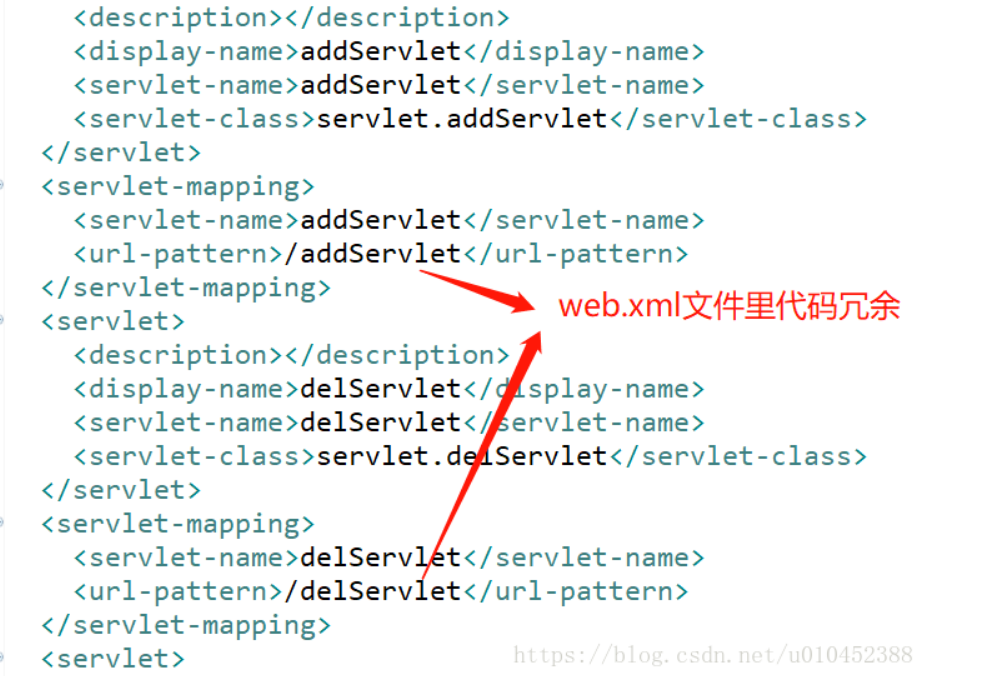 <description></description>
<display-name>addServlet</display-name>
<servlet-name>addServlet</servlet-name>
<servlet-class>servlet.addServlet</servlet-class>
</servlet>
<servlet-mapping>
<servlet-name>addServlet</servlet-name>
<url-pattern>/addServlet</url-pattern>
</servlet-mapping>
web.xml文件里代码冗余
<servlet>
<description></description>
<display-name>delServlet</display-name>
<servlet-name>delServlet</servlet-name>
<servlet-class>servlet.delServlet</servlet-class>
</servlet>
<servlet-mapping>
<servlet-name>delServlet</servlet-name>
<url-pattern>/delServlet</url-pattern>
</servlet-mapping>
<servlet>
https://blog.csdn.net/u010452388